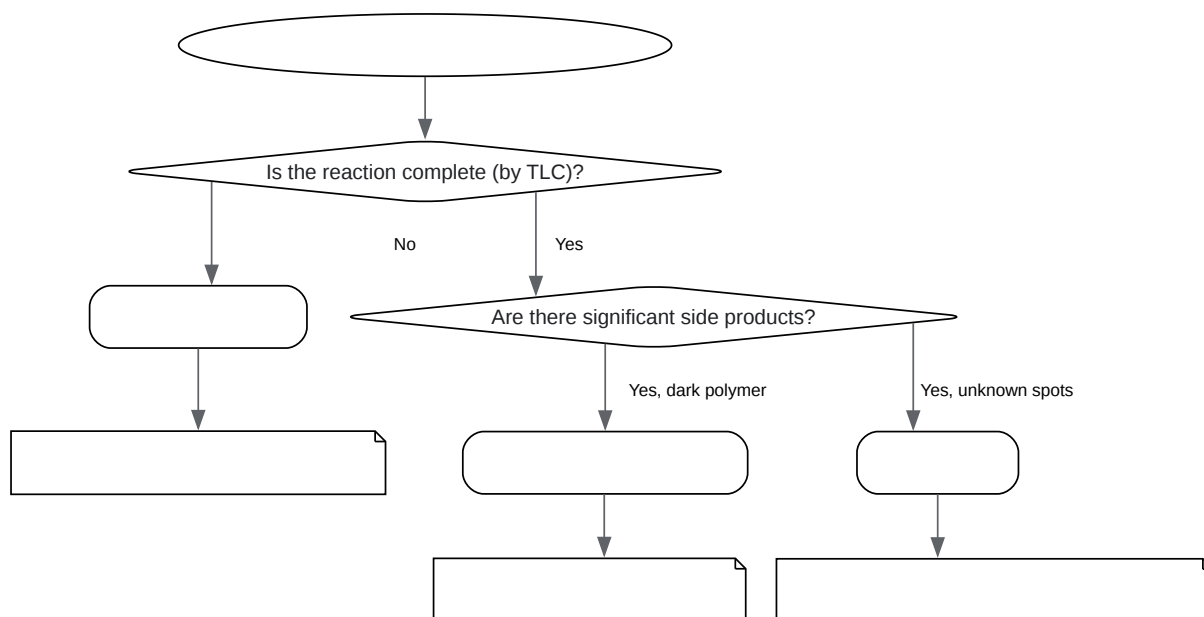 Is the reaction complete (by TLC)?
No
Yes
Are there significant side products?
Yes, dark polymer
Yes, unknown spots